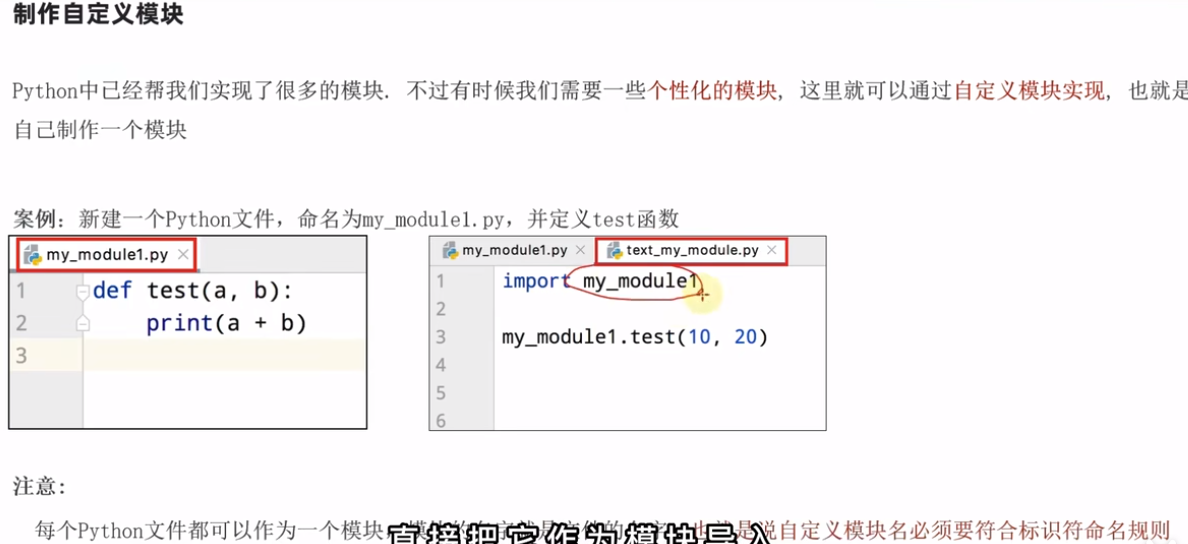 制作自定义模块
Python中已经帮我们实现了很多的模块. 不过有时候我们需要一些个性化的模块, 这里就可以通过自定义模块实现, 也就是
自己制作一个模块
案例: 新建一个Python文件，命名为my_module1.py，并定义test函数
my_module1.py
1 def test(a, b):
2 print(a + b)
3
my_module1.py text_my_module.py
1 import my_module1
2
3 my_module1.test(10, 20)
4
5
6
注意:
每个Python文件都可以作为一个模块, 说自定义模块名必须要符合标识符命名规则
直接把它作为模块导入